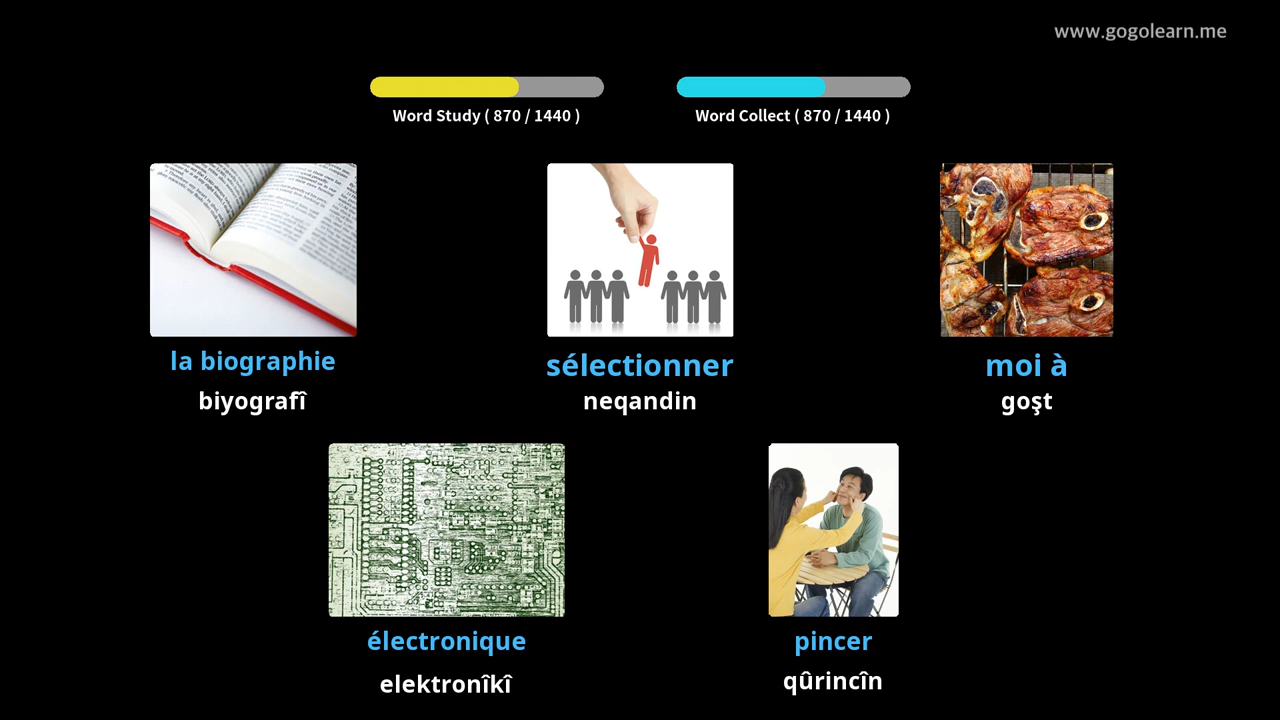 www.gogolearn.me
Word Study ( 870 / 1440 )
Word Collect ( 870 / 1440 )
la biographie
biyografî
sélectionner
neqandin
moi à
goşt
électronique
elektronîkî
pincer
qûrincîn